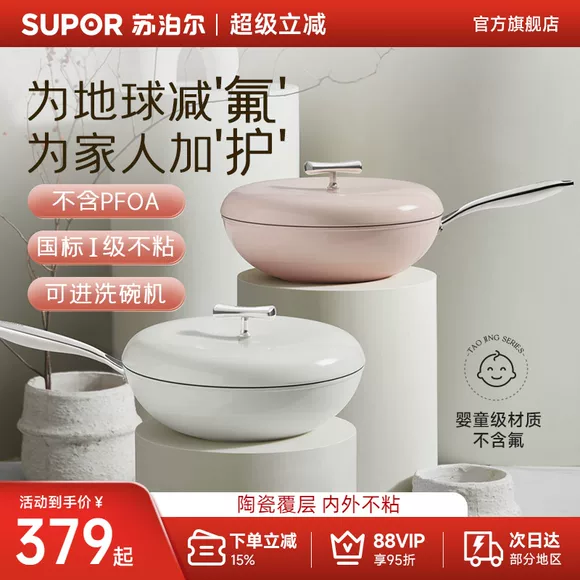 SUPOR 苏泊尔 | 超级立减
官方旗舰店
为地球减'氟'
为家人加'护'
不含PFOA
国标Ⅰ级不粘
可进洗碗机
TAO JING SERIES
婴童级材质
不含氟
陶瓷覆层 内外不粘
活动到手价¥
379起
下单立减
15%
88VIP
享95折
次日达
部分地区